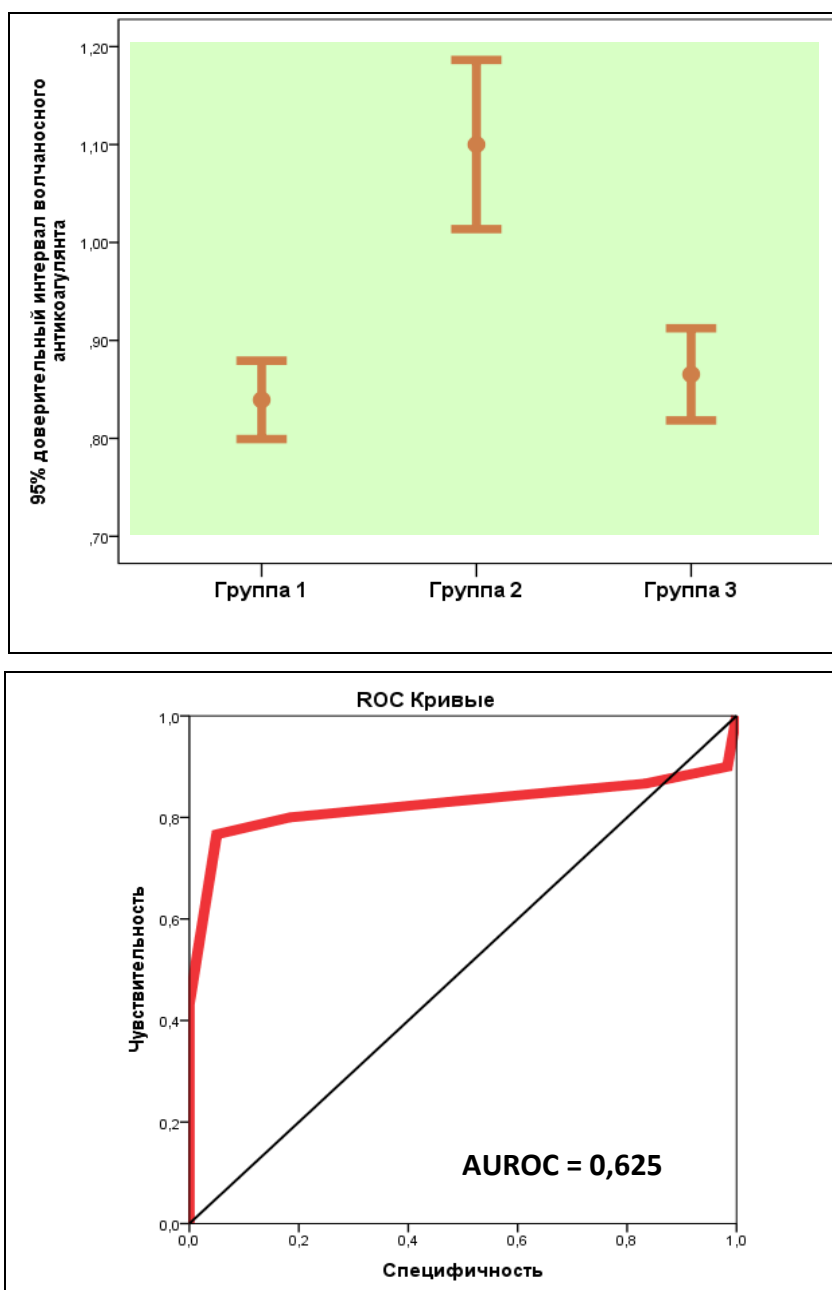 95% доверительный интервал волчаносного
антикоагулянта
1,20
1,10
1,00
,90
,80
,70
Группа 1
Группа 2
Группа 3
ROC Кривые
Чувствительность
1,0
0,8
0,6
0,4
0,2
0,0
AUROC = 0,625
0,0
0,2
0,4
0,6
0,8
1,0
Специфичность